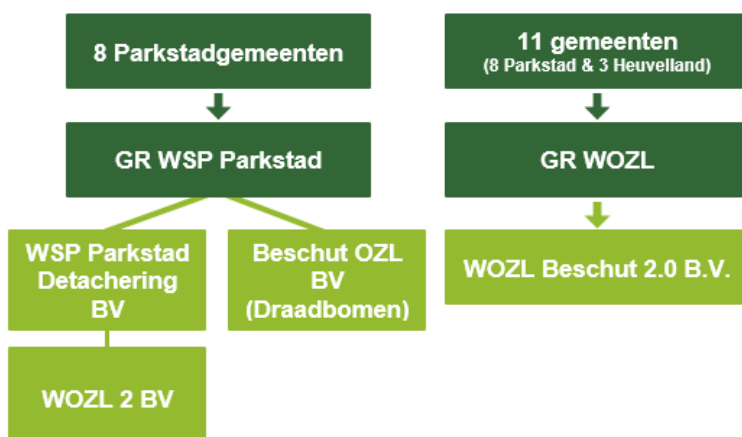 8 Parkstadgemeenten
GR WSP Parkstad
WSP Parkstad
Detachering
BV
Beschut OZL
BV
(Draadbomen)
WOZL 2 BV
11 gemeenten
(8 Parkstad & 3 Heuvelland)
GR WOZL
WOZL Beschut 2.0 B.V.